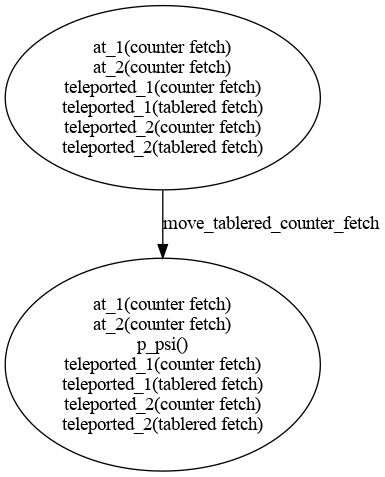 at_1(counter fetch)
at_2(counter fetch)
teleported_1(counter fetch)
teleported_1(tablered fetch)
teleported_2(counter fetch)
teleported_2(tablered fetch)
move_tablered_counter_fetch
at_1(counter fetch)
at_2(counter fetch)
p_psi()
teleported_1(counter fetch)
teleported_1(tablered fetch)
teleported_2(counter fetch)
teleported_2(tablered fetch)